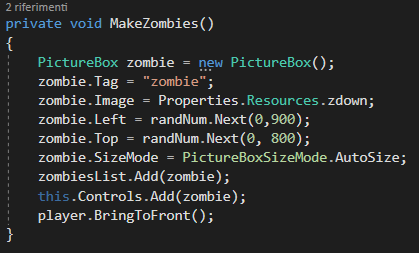 2 riferimenti
private void MakeZombies()
{
PictureBox zombie = new PictureBox();
zombie.Tag = "zombie";
zombie.Image = Properties.Resources.zdown;
zombie.Left = randNum.Next(0,900);
zombie.Top = randNum.Next(0, 800);
zombie.SizeMode = PictureBoxSizeMode.AutoSize;
zombiesList.Add(zombie);
this.Controls.Add(zombie);
player.BringToFront();
}